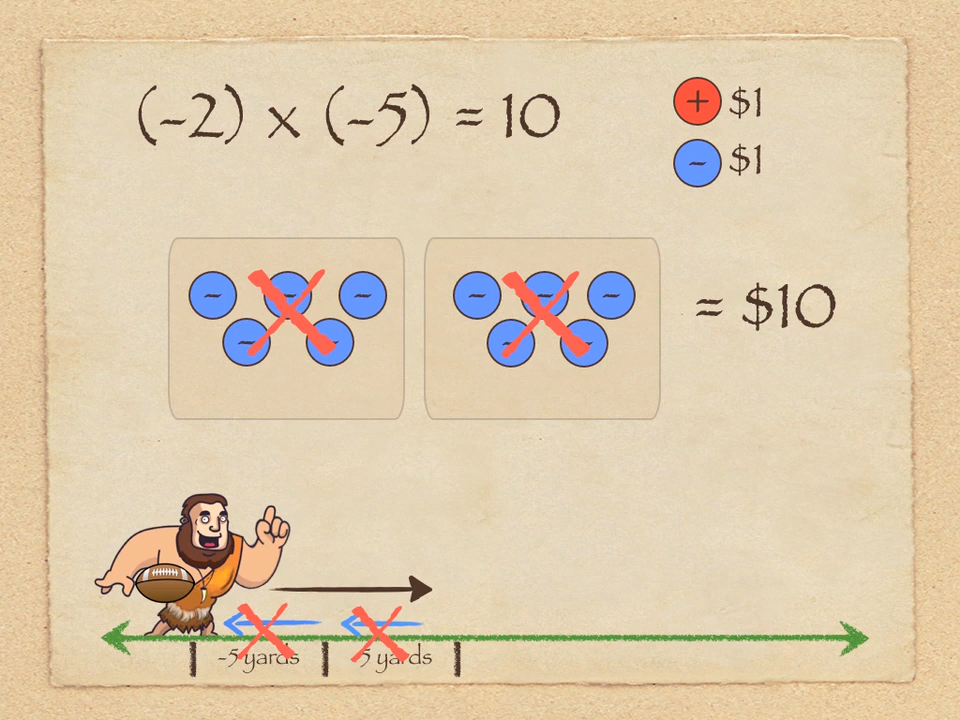 (-2) x (-5) = 10
+ $1
- $1
- - -
- -
- - -
- -
= $10
-5 yards
5 yards